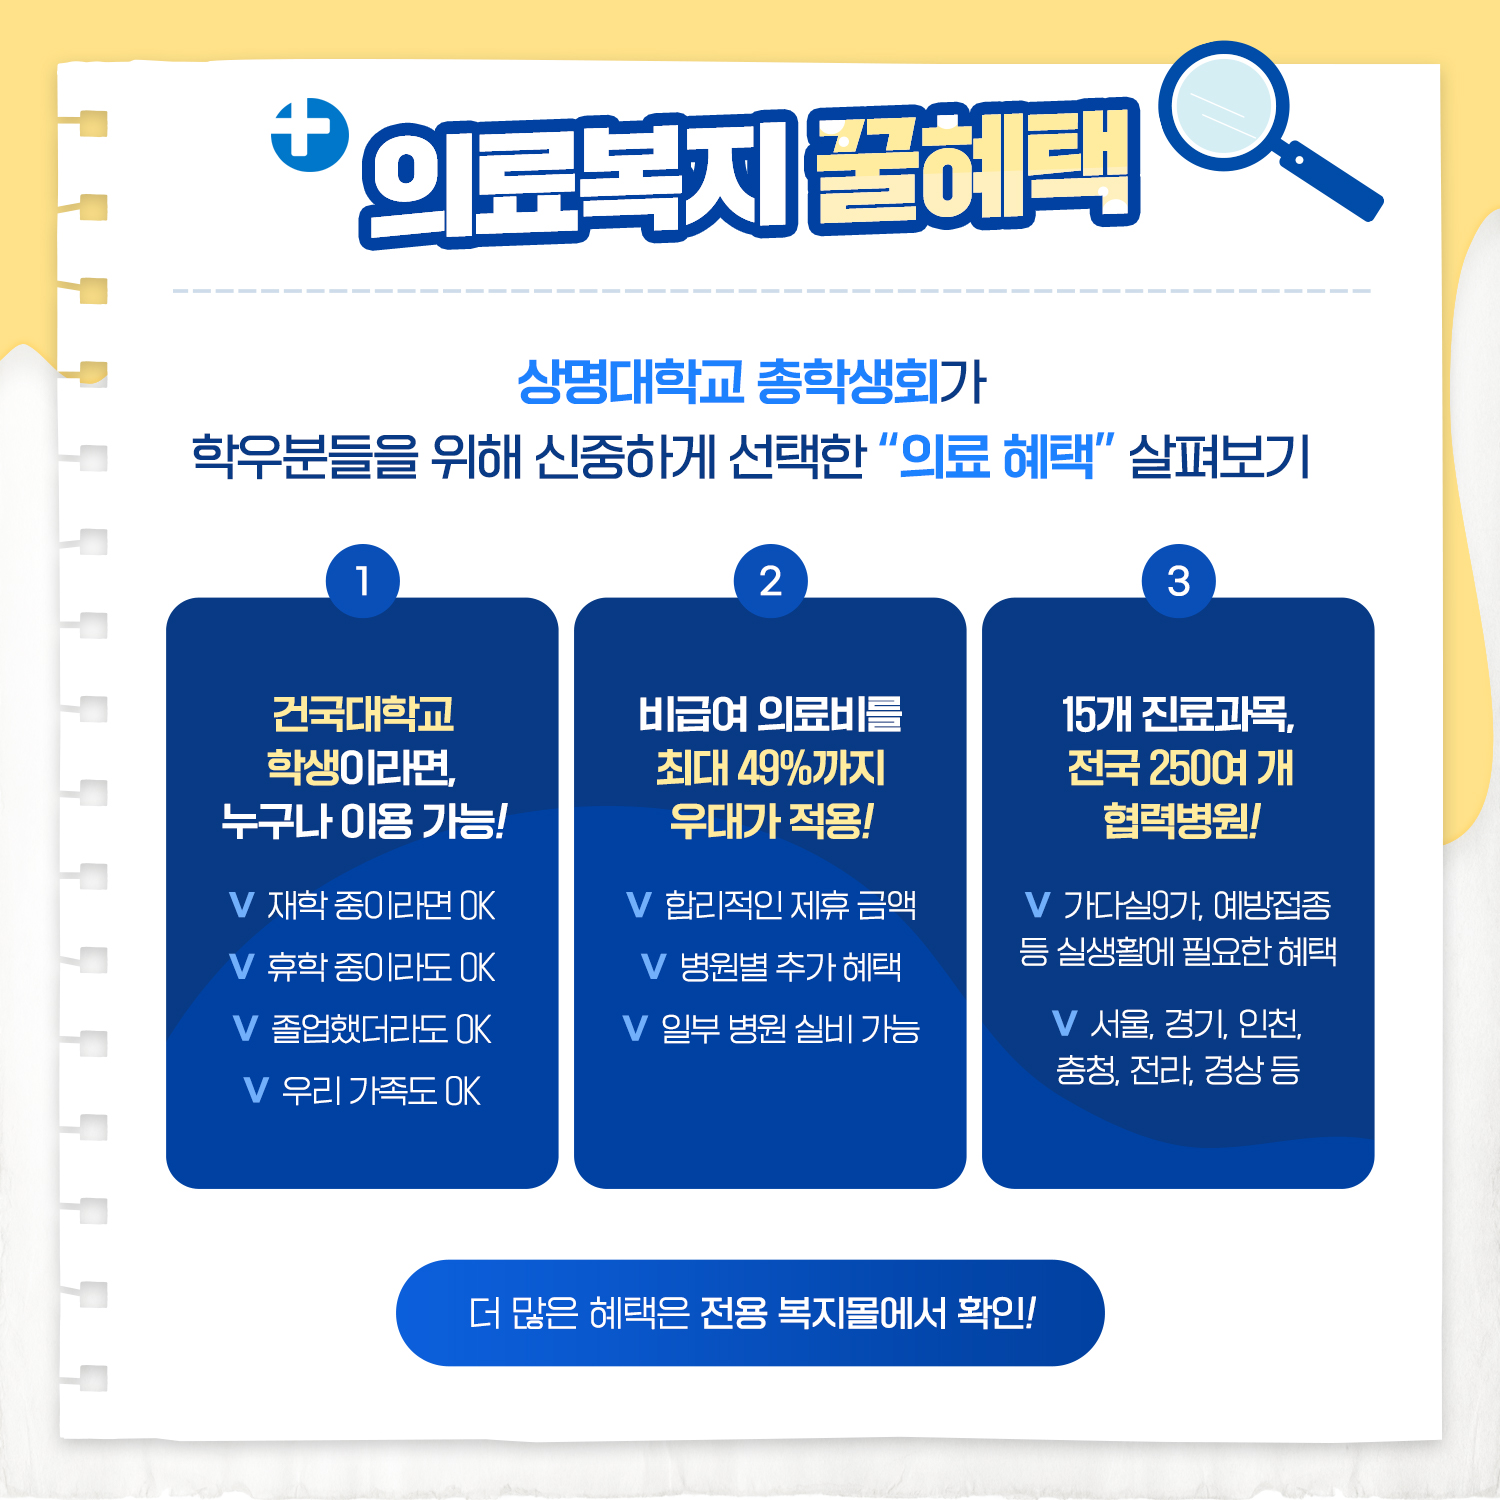 의료복지 꿀혜택
상명대학교 총학생회가
학우분들을 위해 신중하게 선택한 “의료 혜택” 살펴보기
1
건국대학교
학생이라면,
누구나 이용 가능!
V 재학 중이라면 OK
V 휴학 중이라도 OK
V 졸업했더라도 OK
V 우리 가족도 OK
2
비급여 의료비를
최대 49%까지
우대가 적용!
V 합리적인 제휴 금액
V 병원별 추가 혜택
V 일부 병원 실비 가능
3
15개 진료과목,
전국 250여 개
협력병원!
V 가다실9가, 예방접종
등 실생활에 필요한 혜택
V 서울, 경기, 인천,
충청, 전라, 경상 등
더 많은 혜택은 전용 복지몰에서 확인!